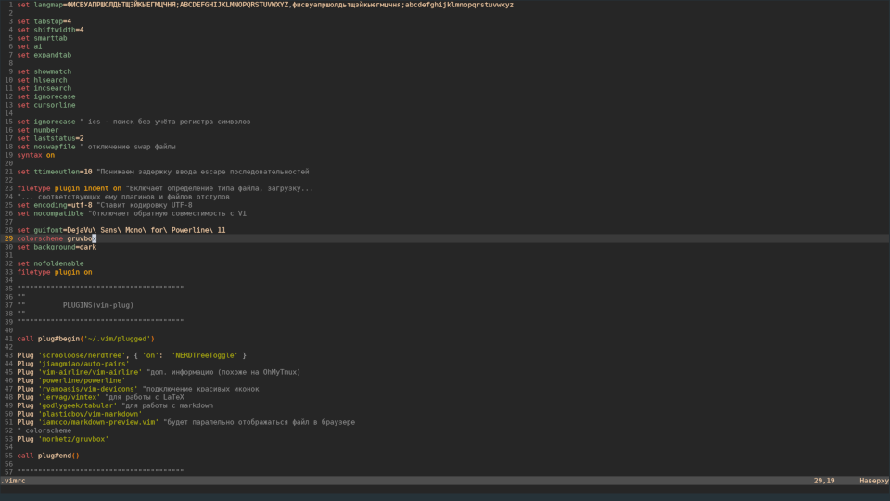 1 set langmap=ФИСВУАПРШОЛДЬТЩЗЙКЫЕГМЦЧНЯ;ABCDEFGHIJKLMNOPQRSTUVWXYZ,фисвуапршолдьтщзйкыегмцчня;abcdefghijklmnopqrstuvwxyz
2
3 set tabstop=4
4 set shiftwidth=4
5 set smarttab
6 set ai
7 set expandtab
8
9 set showmatch
10 set hlsearch
11 set incsearch
12 set ignorecase
13 set cursorline
14
15 set ignorecase " ics - поиск без учёта регистра символов
16 set number
17 set laststatus=2
18 set noswapfile " отключение swap файлы
19 syntax on
20
21 set ttimeoutlen=10 "Понижаем задержку ввода escape последовательностей
22
23 filetype plugin indent on "Включает определение типа файла, загрузку...
24 "... соответствующих ему плагинов и файлов отступов
25 set encoding=utf-8 "Ставит кодировку UTF-8
26 set nocompatible "Отключает обратную совместимость с Vi
27
28 set guifont=DejaVu\ Sans\ Mono\ for\ Powerline\ 11
29 colorscheme gruvbox
30 set background=dark
31
32 set nofoldenable
33 filetype plugin on
34
35 """"""""""""""""""""""""""""""""""""""""
36 ""
37 "" PLUGINS(vim-plug)
38 ""
39 """"""""""""""""""""""""""""""""""""""""
40
41 call plug#begin('~/.vim/plugged')
42
43 Plug 'scrooloose/nerdtree', { 'on': 'NERDTreeToggle' }
44 Plug 'jiangmiao/auto-pairs'
45 Plug 'vim-airline/vim-airline' "доп. информацию (похоже на OhMyTmux)
46 Plug 'powerline/powerline'
47 Plug 'ryanoasis/vim-devicons' "подключение красивых иконок
48 Plug 'lervag/vimtex' "для работы с LaTeX
49 Plug 'godlygeek/tabular' "для работы с markdown
50 Plug 'plasticboy/vim-markdown'
51 Plug 'iamcco/markdown-preview.vim' "будет паралельно отображаться файл в браузере
52 " colorscheme
53 Plug 'morhetz/gruvbox'
54
55 call plug#end()
56
57 """"""""""""""""""""""""""""""""""""""""
.vimrc 29,19 Наверху